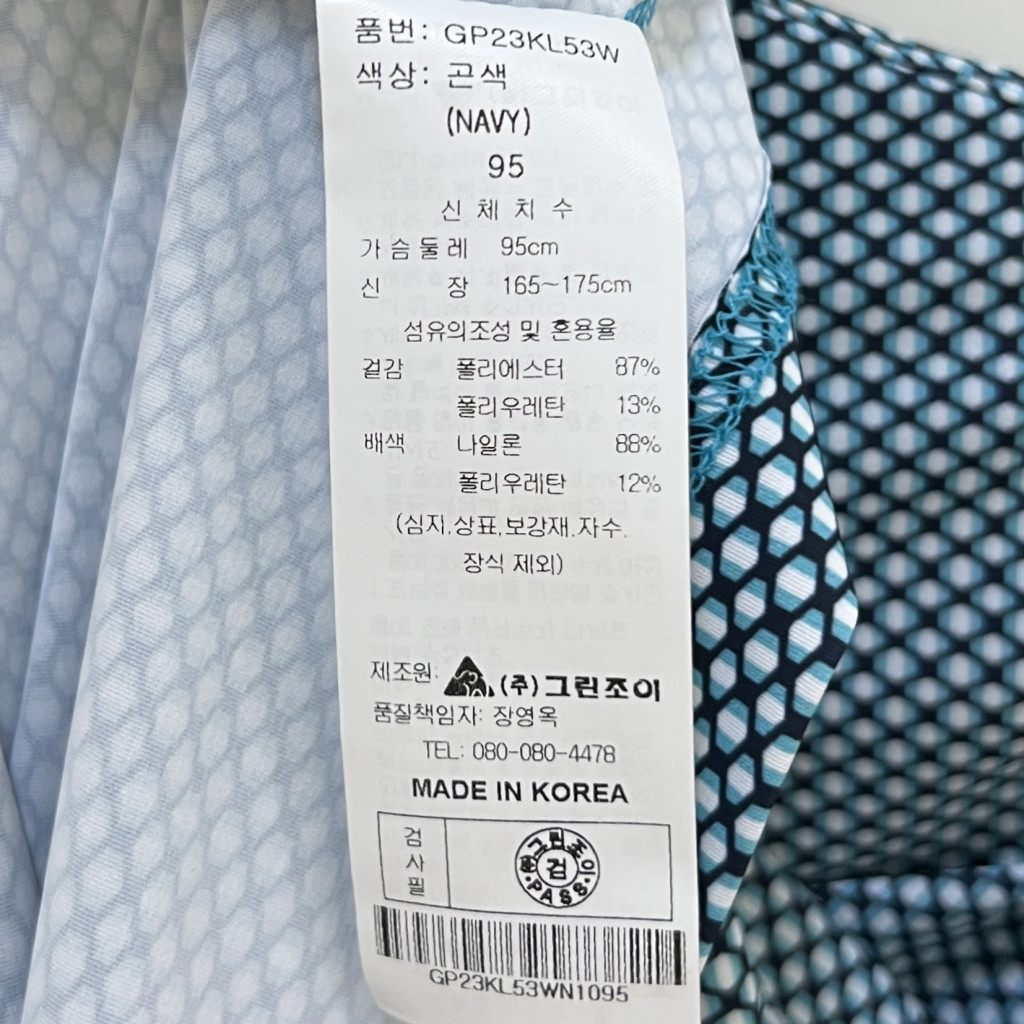 품번: GP23KL53W
색상: 곤색
(NAVY)
95
신 체 치 수
가 슴 둘 레 95cm
신 장 165~175cm
섬유의조성 및 혼용율
겉감 폴리에스터 87%
폴리우레탄 13%
배색 나일론 88%
폴리우레탄 12%
(심지.상표.보강재.자수.
장식 제외)
제조원: (주)그린조이
품질책임자: 장영옥
TEL: 080-080-4478
MADE IN KOREA
검
사
필
㈜그린조이
검
·PASS·
GP23KL53WN1095